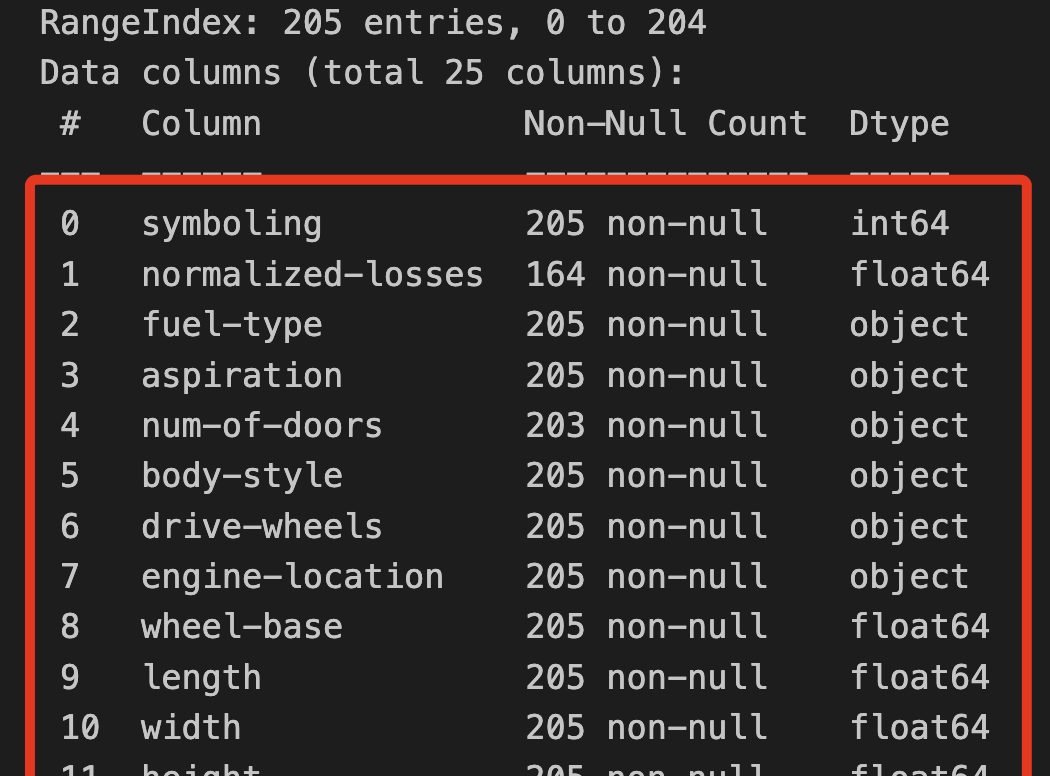 RangeIndex: 205 entries, 0 to 204
Data columns (total 25 columns):
 #   Column             Non-Null Count  Dtype
---  ------             --------------  -----
 0   symboling          205 non-null    int64
 1   normalized-losses  164 non-null    float64
 2   fuel-type          205 non-null    object
 3   aspiration         205 non-null    object
 4   num-of-doors       203 non-null    object
 5   body-style         205 non-null    object
 6   drive-wheels       205 non-null    object
 7   engine-location    205 non-null    object
 8   wheel-base         205 non-null    float64
 9   length             205 non-null    float64
 10  width              205 non-null    float64
 11  height             205 non-null    float64